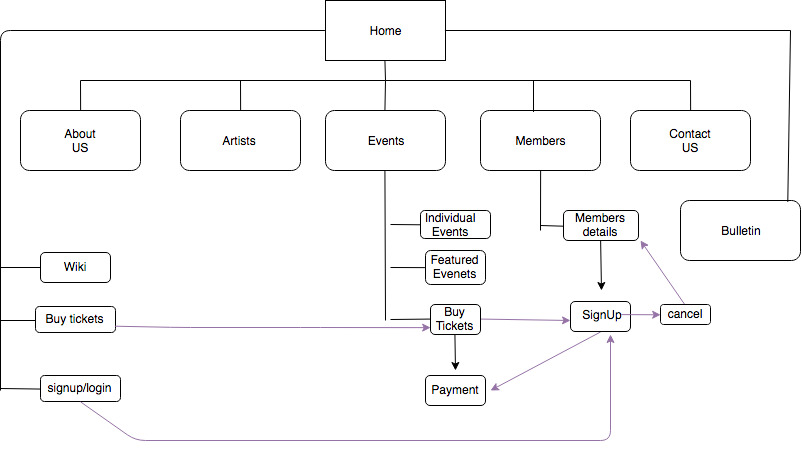 Home
About
US
Artists
Events
Members
Contact
US
Individual
Events
Members
details
Bulletin
Wiki
Featured
Evenets
Buy tickets
Buy
Tickets
SignUp
cancel
signup/login
Payment